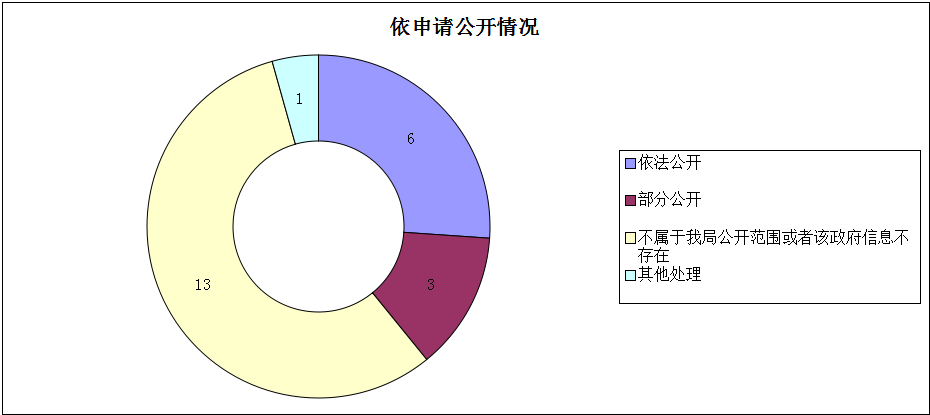 依申请公开情况
1
6
13
3
依法公开
部分公开
不属于我局公开范围或者该政府信息不
存在
其他处理